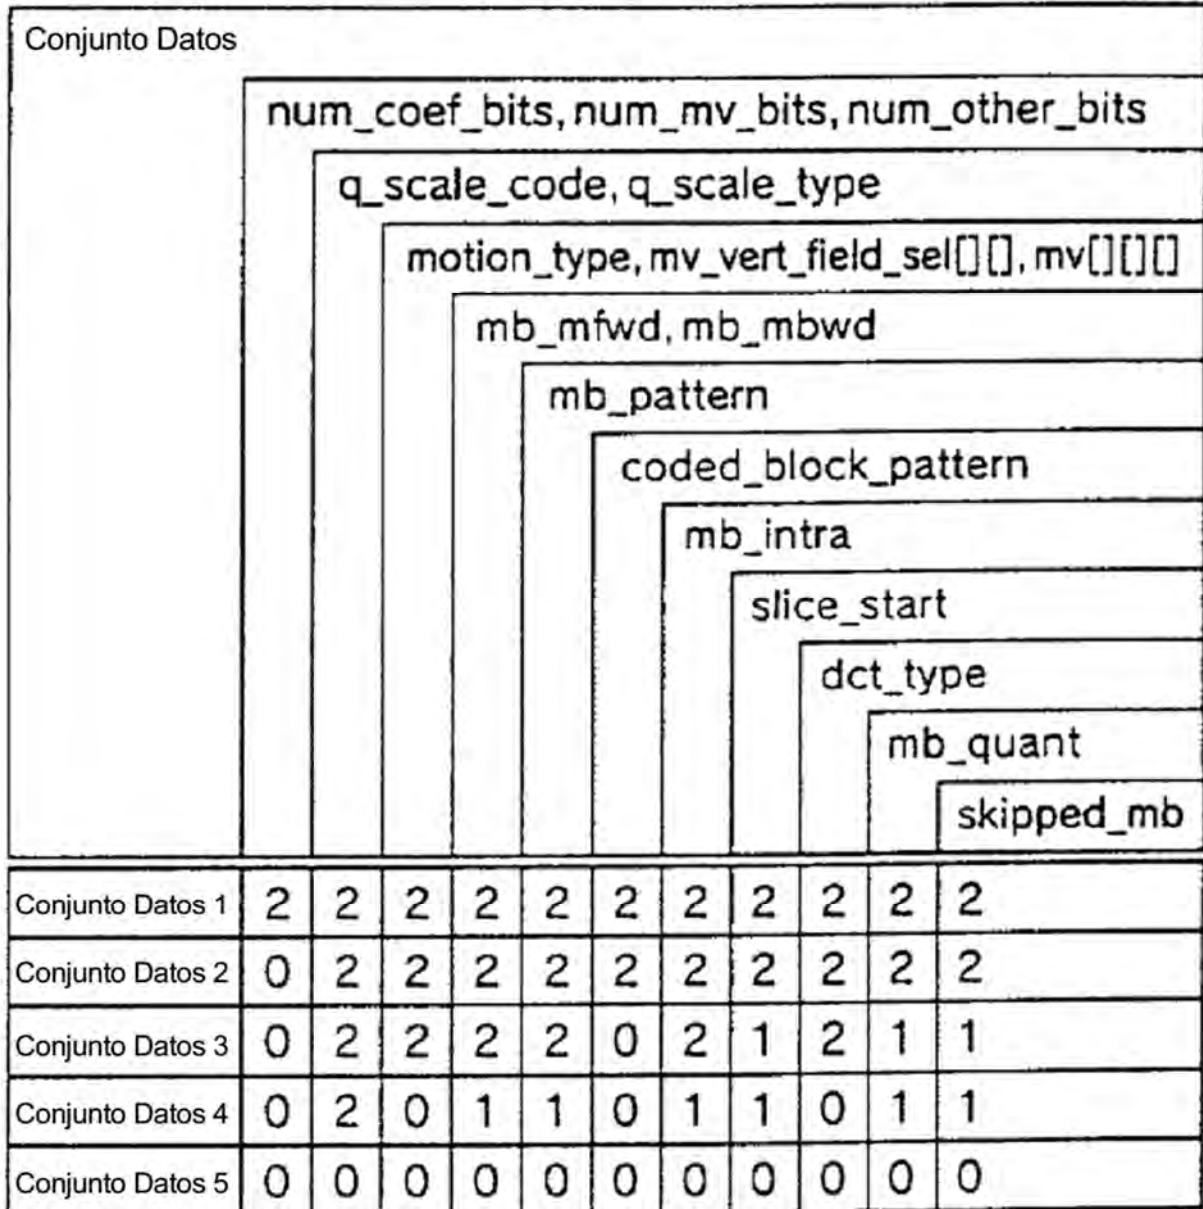 Conjunto Datos
num_coef_bits, num_mv_bits, num_other_bits
q_scale_code, q_scale_type
motion_type, mv_vert_field_sel[][], mv[][][]
mb_mfwd, mb_mbwd
mb_pattern
coded_block_pattern
mb_intra
slice_start
dct_type
mb_quant
skipped_mb
Conjunto Datos 1 2 2 2 2 2 2 2 2 2 2 2
Conjunto Datos 2 0 2 2 2 2 2 2 2 2 2 2
Conjunto Datos 3 0 2 2 2 2 0 2 1 2 1 1
Conjunto Datos 4 0 2 0 1 1 0 1 1 0 1 1
Conjunto Datos 5 0 0 0 0 0 0 0 0 0 0 0